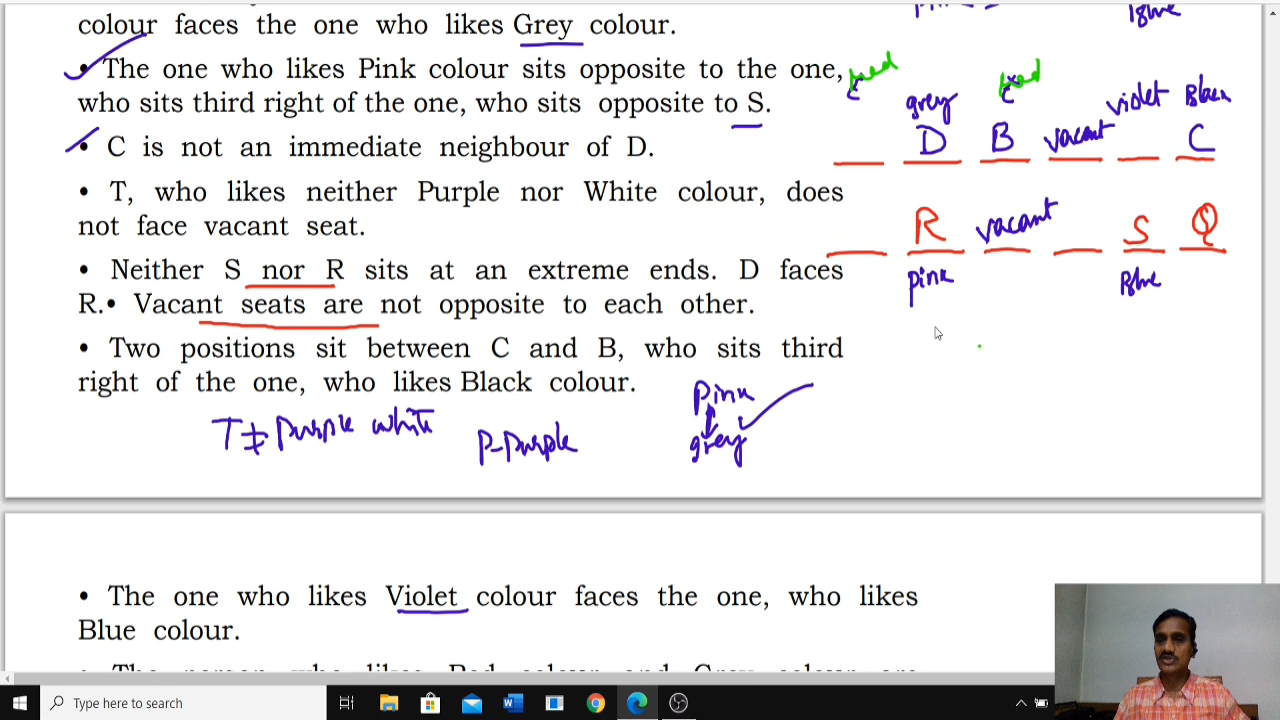 colour faces the one who likes Grey colour.
• The one who likes Pink colour sits opposite to the one,
who sits third right of the one, who sits opposite to S.
• C is not an immediate neighbour of D.
• T, who likes neither Purple nor White colour, does
not face vacant seat.
• Neither S nor R sits at an extreme ends. D faces
R.• Vacant seats are not opposite to each other.
• Two positions sit between C and B, who sits third
right of the one, who likes Black colour.
T ≠ Purple white
P-Purple
Pink
grey
Blue
grey
violet
D B vacant C
R vacant S Q
Pink Blue
• The one who likes Violet colour faces the one, who likes
Blue colour.
Type here to search